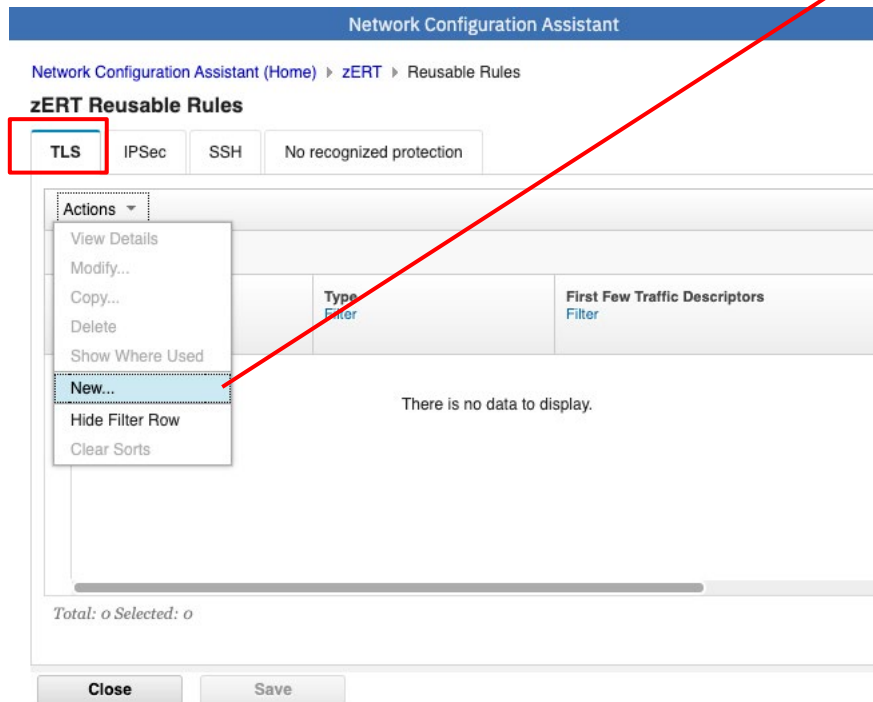 Network Configuration Assistant
Network Configuration Assistant (Home) ▸ zERT ▸ Reusable Rules
zERT Reusable Rules
TLS IPSec SSH No recognized protection
Actions
View Details
Modify...
Copy...
Delete
Show Where Used
New...
Hide Filter Row
Clear Sorts
Type First Few Traffic Descriptors
Filter Filter
There is no data to display.
Total: 0 Selected: 0
Close Save